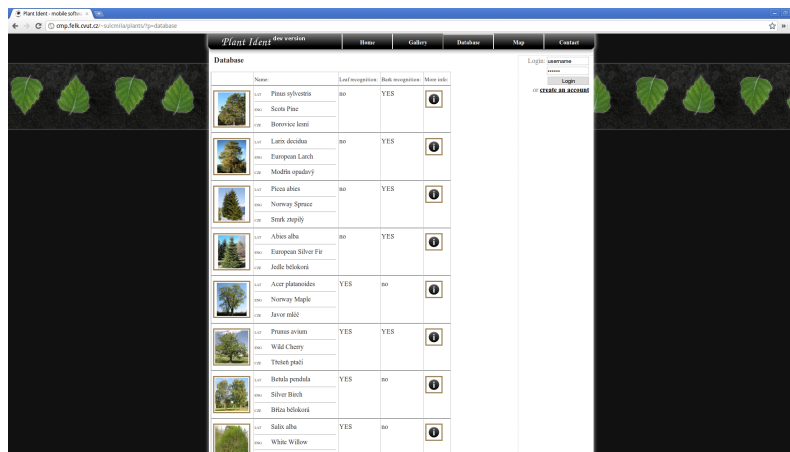 Plant Ident - mobile softw
cmp.felk.cvut.cz/~sulcmila/plants/?p=database
Plant Ident dev version
Home
Gallery
Database
Map
Contact
Database
Login: username
******
Login
or create an account
Name: Leaf recognition: Bark recognition: More info:
LAT Pinus sylvestris no YES
ENG Scots Pine
CZE Borovice lesní
LAT Larix decidua no YES
ENG European Larch
CZE Modřín opadavý
LAT Picea abies no YES
ENG Norway Spruce
CZE Smrk ztepilý
LAT Abies alba no YES
ENG European Silver Fir
CZE Jedle bělokorá
LAT Acer platanoides YES no
ENG Norway Maple
CZE Javor mléč
LAT Prunus avium YES YES
ENG Wild Cherry
CZE Třešeň ptačí
LAT Betula pendula YES no
ENG Silver Birch
CZE Bříza bělokorá
LAT Salix alba YES no
ENG White Willow